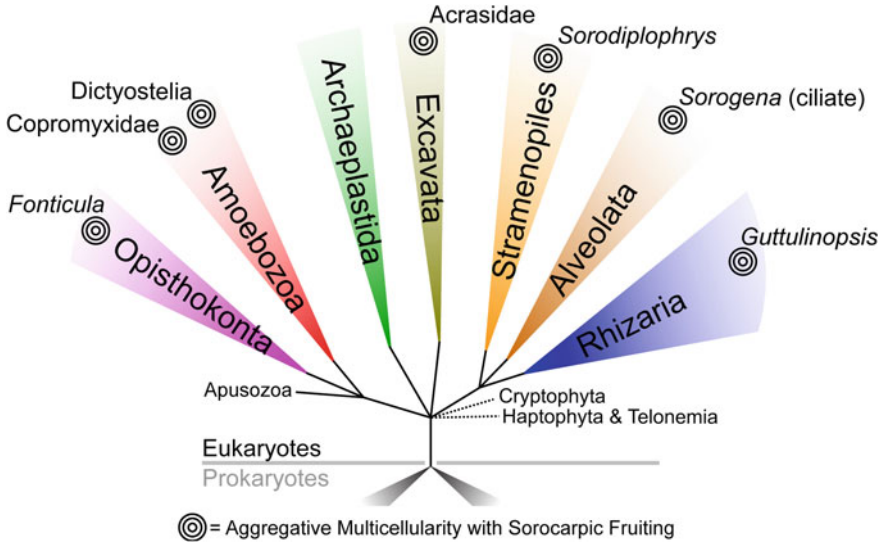 Acrasidae
Sorodiplophrys
Dictyostelia
Sorogena (ciliate)
Copromyxidae
Fonticula
Guttulinopsis
Opisthokonta
Amoebozoa
Archaeplastida
Excavata
Stramenopiles
Alveolata
Rhizaria
Apusozoa
Cryptophyta
Haptophyta & Telonemia
Eukaryotes
Prokaryotes
= Aggregative Multicellularity with Sorocarpic Fruiting